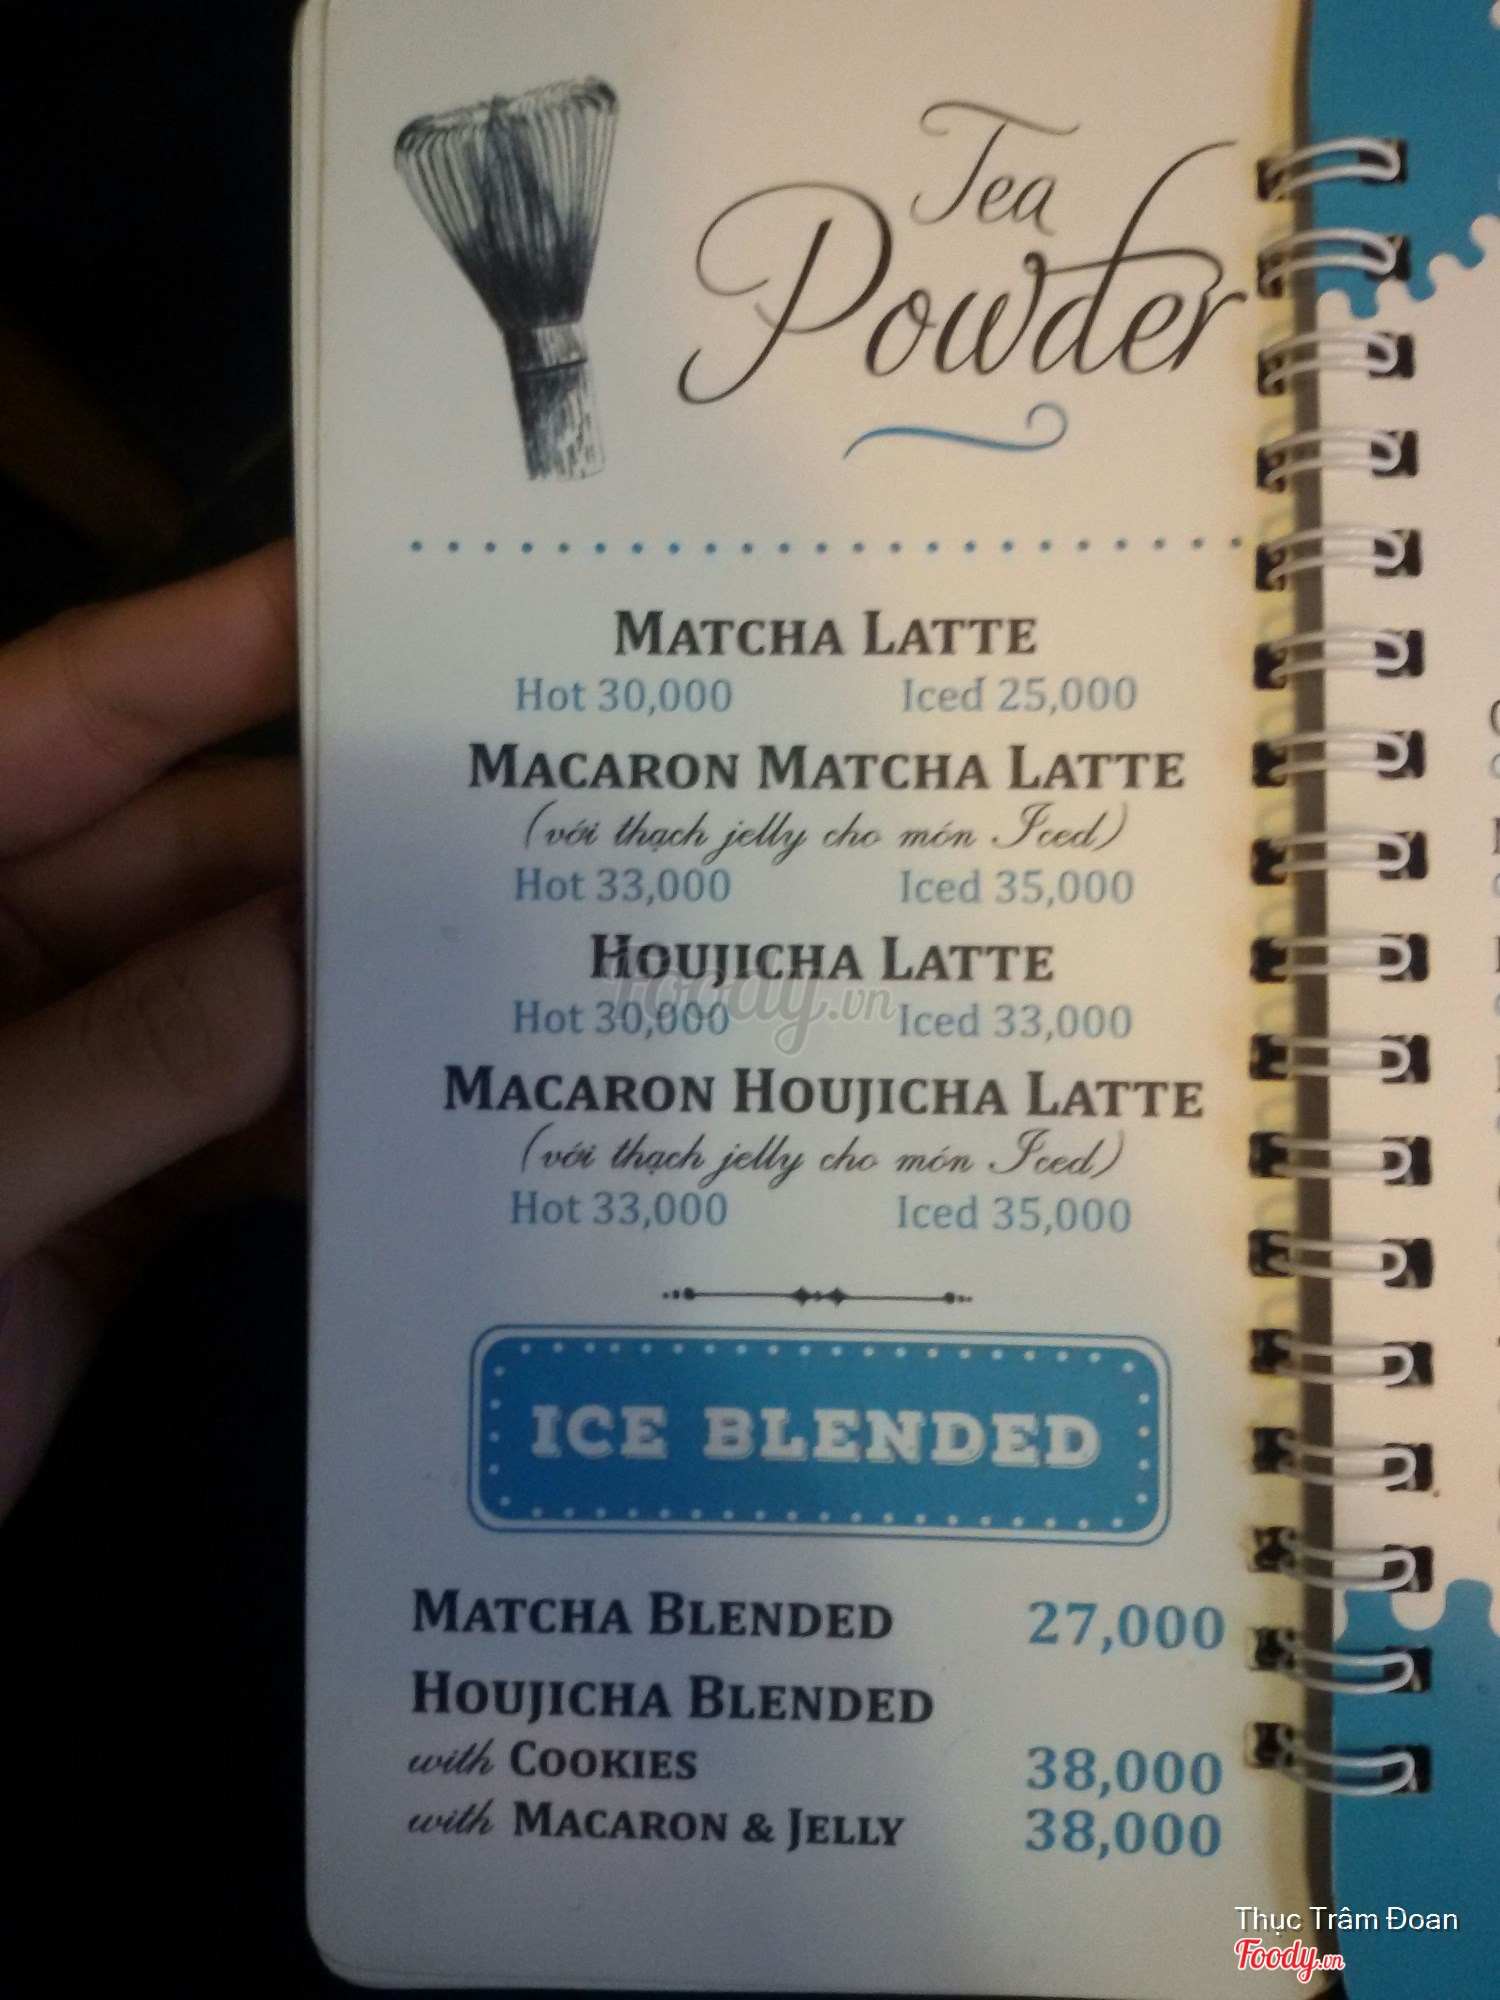 Tea
Powder
MATCHA LATTE
Hot 30,000 Iced 25,000
MACARON MATCHA LATTE
(với thạch jelly cho món Iced)
Hot 33,000 Iced 35,000
HOUJICHA LATTE
Hot 30,000 Iced 33,000
MACARON HOUJICHA LATTE
(với thạch jelly cho món Iced)
Hot 33,000 Iced 35,000
ICE BLENDED
MATCHA BLENDED 27,000
HOUJICHA BLENDED
with COOKIES 38,000
with MACARON & JELLY 38,000
Foody.vn
Thục Trâm Đoan
Foody.vn